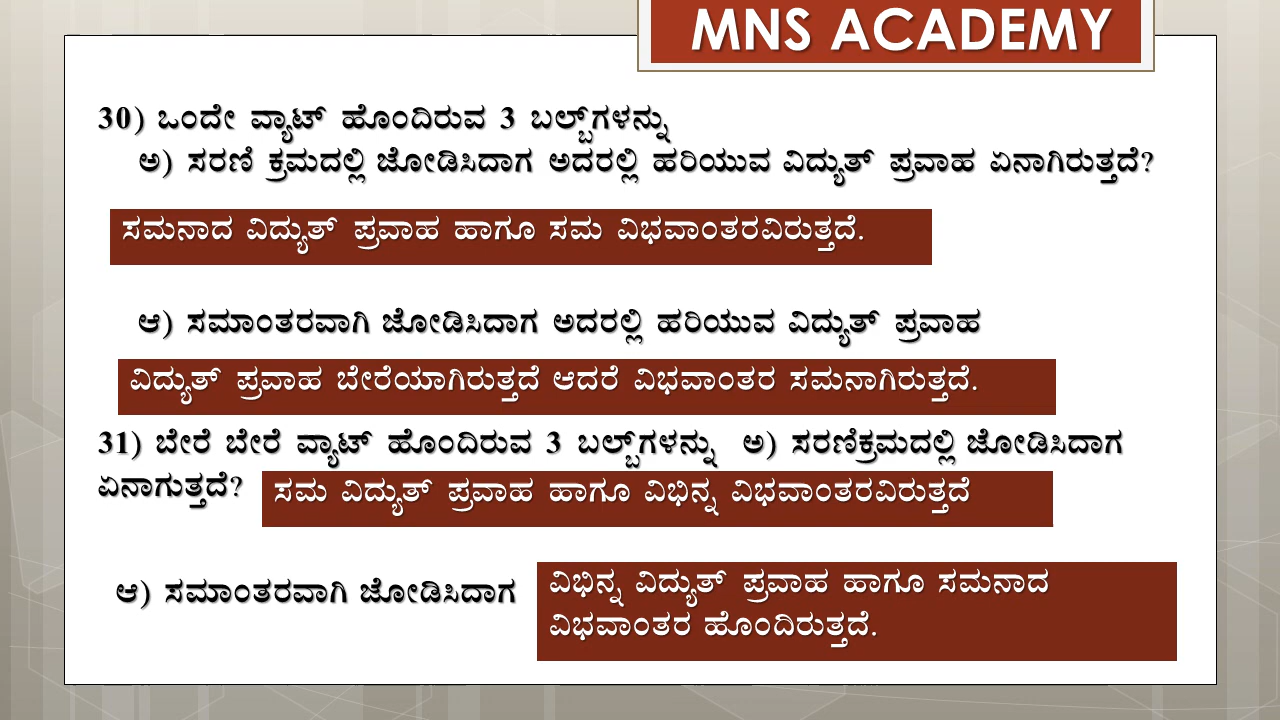 MNS ACADEMY
30) ಒಂದೇ ವ್ಯಾಟ್ ಹೊಂದಿರುವ 3 ಬಲ್ಬ್‌ಗಳನ್ನು
ಅ) ಸರಣಿ ಕ್ರಮದಲ್ಲಿ ಜೋಡಿಸಿದಾಗ ಅದರಲ್ಲಿ ಹರಿಯುವ ವಿದ್ಯುತ್ ಪ್ರವಾಹ ಏನಾಗಿರುತ್ತದೆ?
ಸಮನಾದ ವಿದ್ಯುತ್ ಪ್ರವಾಹ ಹಾಗೂ ಸಮ ವಿಭವಾಂತರವಿರುತ್ತದೆ.
ಆ) ಸಮಾಂತರವಾಗಿ ಜೋಡಿಸಿದಾಗ ಅದರಲ್ಲಿ ಹರಿಯುವ ವಿದ್ಯುತ್ ಪ್ರವಾಹ
ವಿದ್ಯುತ್ ಪ್ರವಾಹ ಬೇರೆಯಾಗಿರುತ್ತದೆ ಆದರೆ ವಿಭವಾಂತರ ಸಮನಾಗಿರುತ್ತದೆ.
31) ಬೇರೆ ಬೇರೆ ವ್ಯಾಟ್ ಹೊಂದಿರುವ 3 ಬಲ್ಬ್‌ಗಳನ್ನು ಅ) ಸರಣಿಕ್ರಮದಲ್ಲಿ ಜೋಡಿಸಿದಾಗ
ಏನಾಗುತ್ತದೆ? ಸಮ ವಿದ್ಯುತ್ ಪ್ರವಾಹ ಹಾಗೂ ವಿಭಿನ್ನ ವಿಭವಾಂತರವಿರುತ್ತದೆ
ಆ) ಸಮಾಂತರವಾಗಿ ಜೋಡಿಸಿದಾಗ
ವಿಭಿನ್ನ ವಿದ್ಯುತ್ ಪ್ರವಾಹ ಹಾಗೂ ಸಮನಾದ
ವಿಭವಾಂತರ ಹೊಂದಿರುತ್ತದೆ.